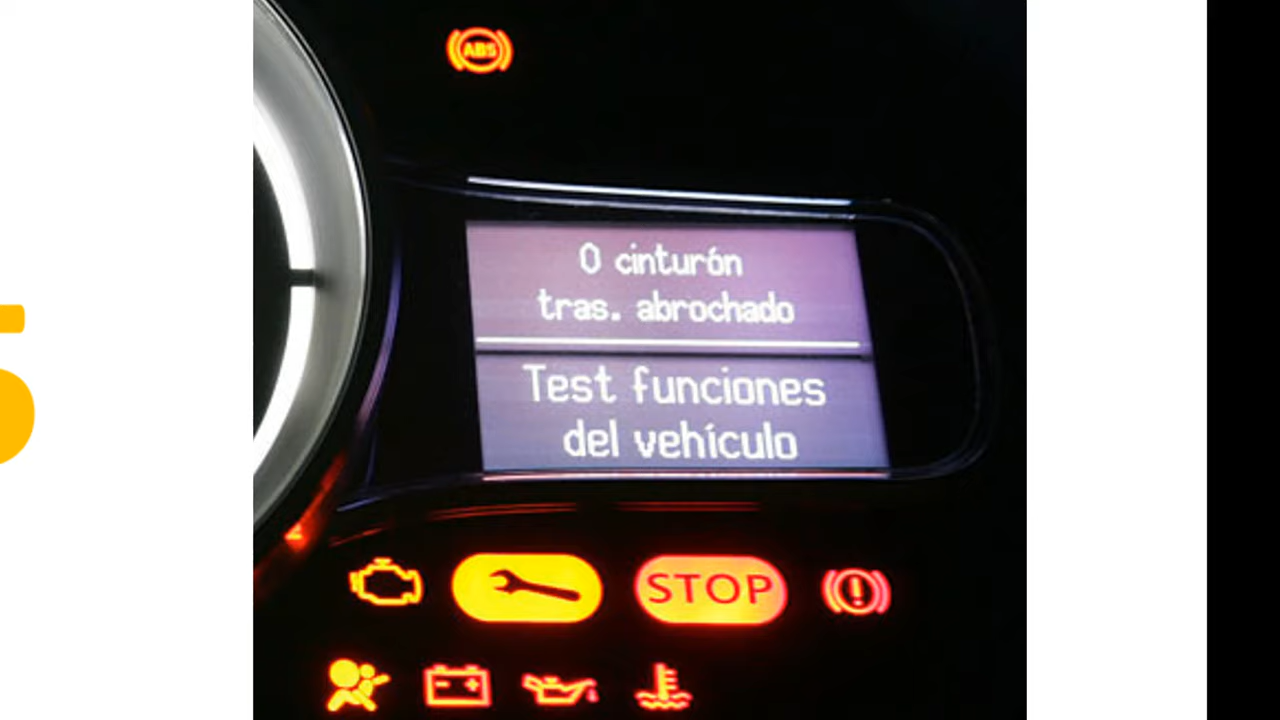 ABS
0 cinturón
tras. abrochado
Test funciones
del vehículo
STOP